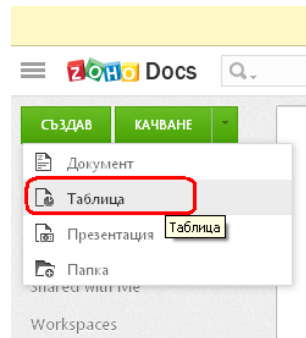 ZOHO Docs
СЪЗДАВ КАЧВАНЕ
Документ
Таблица
Таблица
Презентация
Папка
Shared with Me
Workspaces